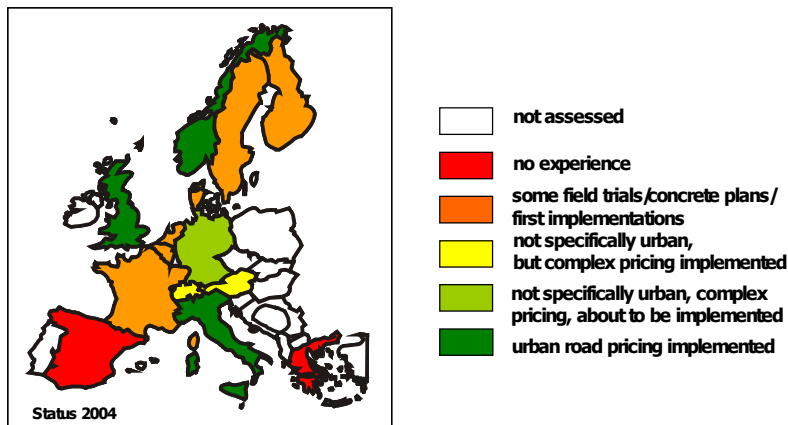 not assessed
no experience
some field trials/concrete plans/
first implementations
not specifically urban,
but complex pricing implemented
not specifically urban, complex
pricing, about to be implemented
urban road pricing implemented
Status 2004